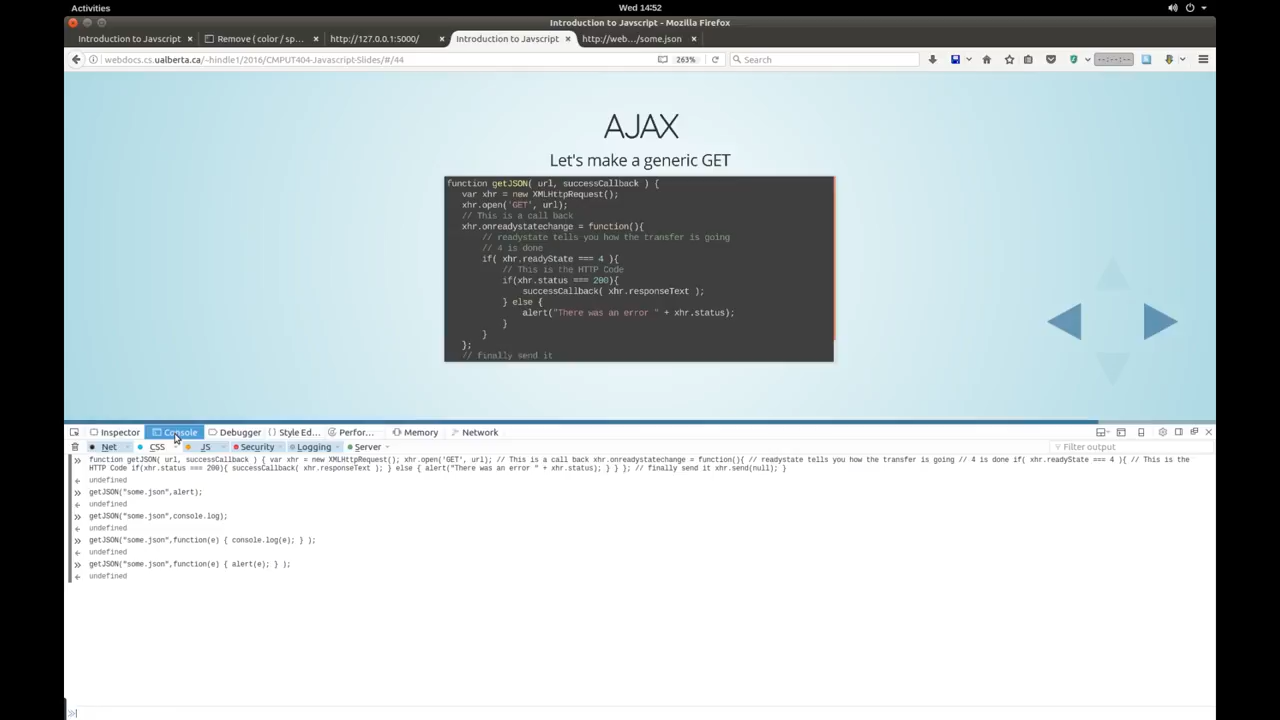 Activities
Wed 14:52
Introduction to Javscript - Mozilla Firefox
Introduction to Javscript × Remove ( color / sp... × http://127.0.0.1:5000/ × Introduction to Javscript × http://web.../some.json ×
webdocs.cs.ualberta.ca/~hindle1/2016/CMPUT404-Javascript-Slides/#/44 263% Search --:--:--
AJAX
Let's make a generic GET
function getJSON( url, successCallback ) {
var xhr = new XMLHttpRequest();
xhr.open('GET', url);
// This is a call back
xhr.onreadystatechange = function(){
// readystate tells you how the transfer is going
// 4 is done
if( xhr.readyState === 4 ){
// This is the HTTP Code
if(xhr.status === 200){
successCallback( xhr.responseText );
} else {
alert("There was an error " + xhr.status);
}
}
};
// finally send it
Inspector Console Debugger { } Style Ed... Perfor... Memory Network
Net CSS JS Security Logging Server Filter output
function getJSON( url, successCallback ) { var xhr = new XMLHttpRequest(); xhr.open('GET', url); // This is a call back xhr.onreadystatechange = function(){ // readystate tells you how the transfer is going // 4 is done if( xhr.readyState === 4 ){ // This is the
HTTP Code if(xhr.status === 200){ successCallback( xhr.responseText ); } else { alert("There was an error " + xhr.status); } } }; // finally send it xhr.send(null); }
undefined
getJSON("some.json",alert);
undefined
getJSON("some.json",console.log);
undefined
getJSON("some.json",function(e) { console.log(e); } );
undefined
getJSON("some.json",function(e) { alert(e); } );
undefined